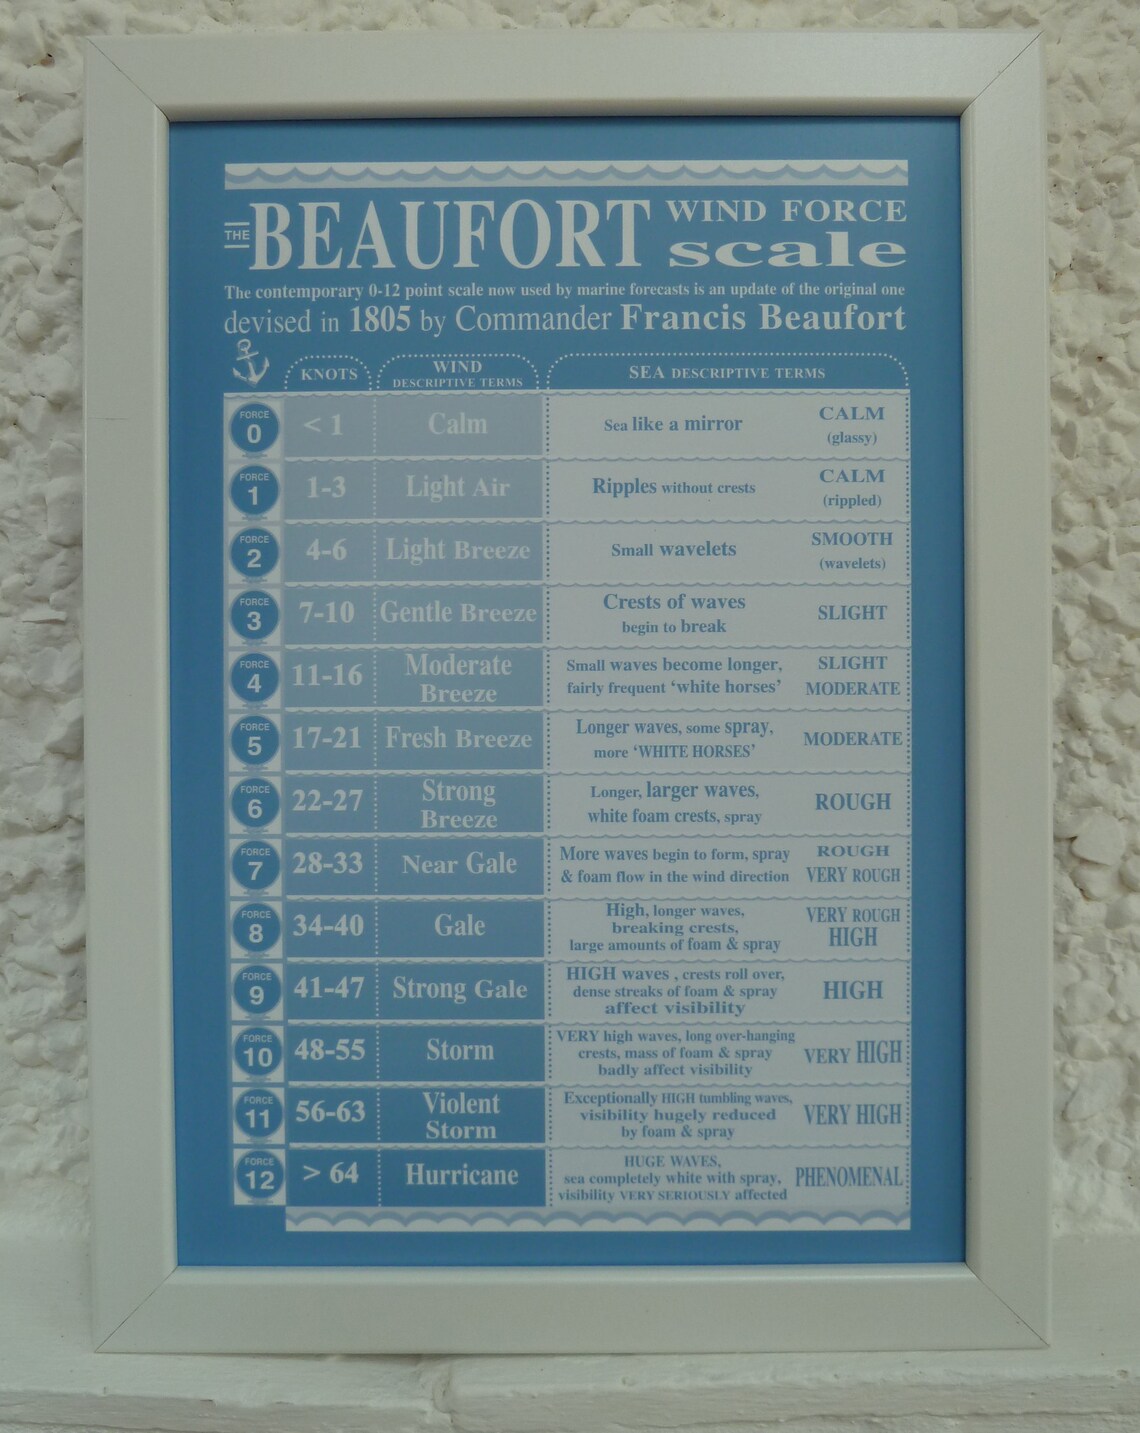 THE BEAUFORT WIND FORCE scale
The contemporary 0-12 point scale now used by marine forecasts is an update of the original one
devised in 1805 by Commander Francis Beaufort
KNOTS
WIND
DESCRIPTIVE TERMS
SEA DESCRIPTIVE TERMS
FORCE
0
< 1
Calm
Sea like a mirror
CALM
(glassy)
FORCE
1
1-3
Light Air
Ripples without crests
CALM
(rippled)
FORCE
2
4-6
Light Breeze
Small wavelets
SMOOTH
(wavelets)
FORCE
3
7-10
Gentle Breeze
Crests of waves
begin to break
SLIGHT
FORCE
4
11-16
Moderate
Breeze
Small waves become longer,
fairly frequent ‘white horses’
SLIGHT
MODERATE
FORCE
5
17-21
Fresh Breeze
Longer waves, some spray,
more ‘WHITE HORSES’
MODERATE
FORCE
6
22-27
Strong
Breeze
Longer, larger waves,
white foam crests, spray
ROUGH
FORCE
7
28-33
Near Gale
More waves begin to form, spray
& foam flow in the wind direction
ROUGH
VERY ROUGH
FORCE
8
34-40
Gale
High, longer waves,
breaking crests,
large amounts of foam & spray
VERY ROUGH
HIGH
FORCE
9
41-47
Strong Gale
HIGH waves , crests roll over,
dense streaks of foam & spray
affect visibility
HIGH
FORCE
10
48-55
Storm
VERY high waves, long over-hanging
crests, mass of foam & spray
badly affect visibility
VERY HIGH
FORCE
11
56-63
Violent
Storm
Exceptionally HIGH tumbling waves,
visibility hugely reduced
by foam & spray
VERY HIGH
FORCE
12
> 64
Hurricane
HUGE WAVES,
sea completely white with spray,
visibility VERY SERIOUSLY affected
PHENOMENAL